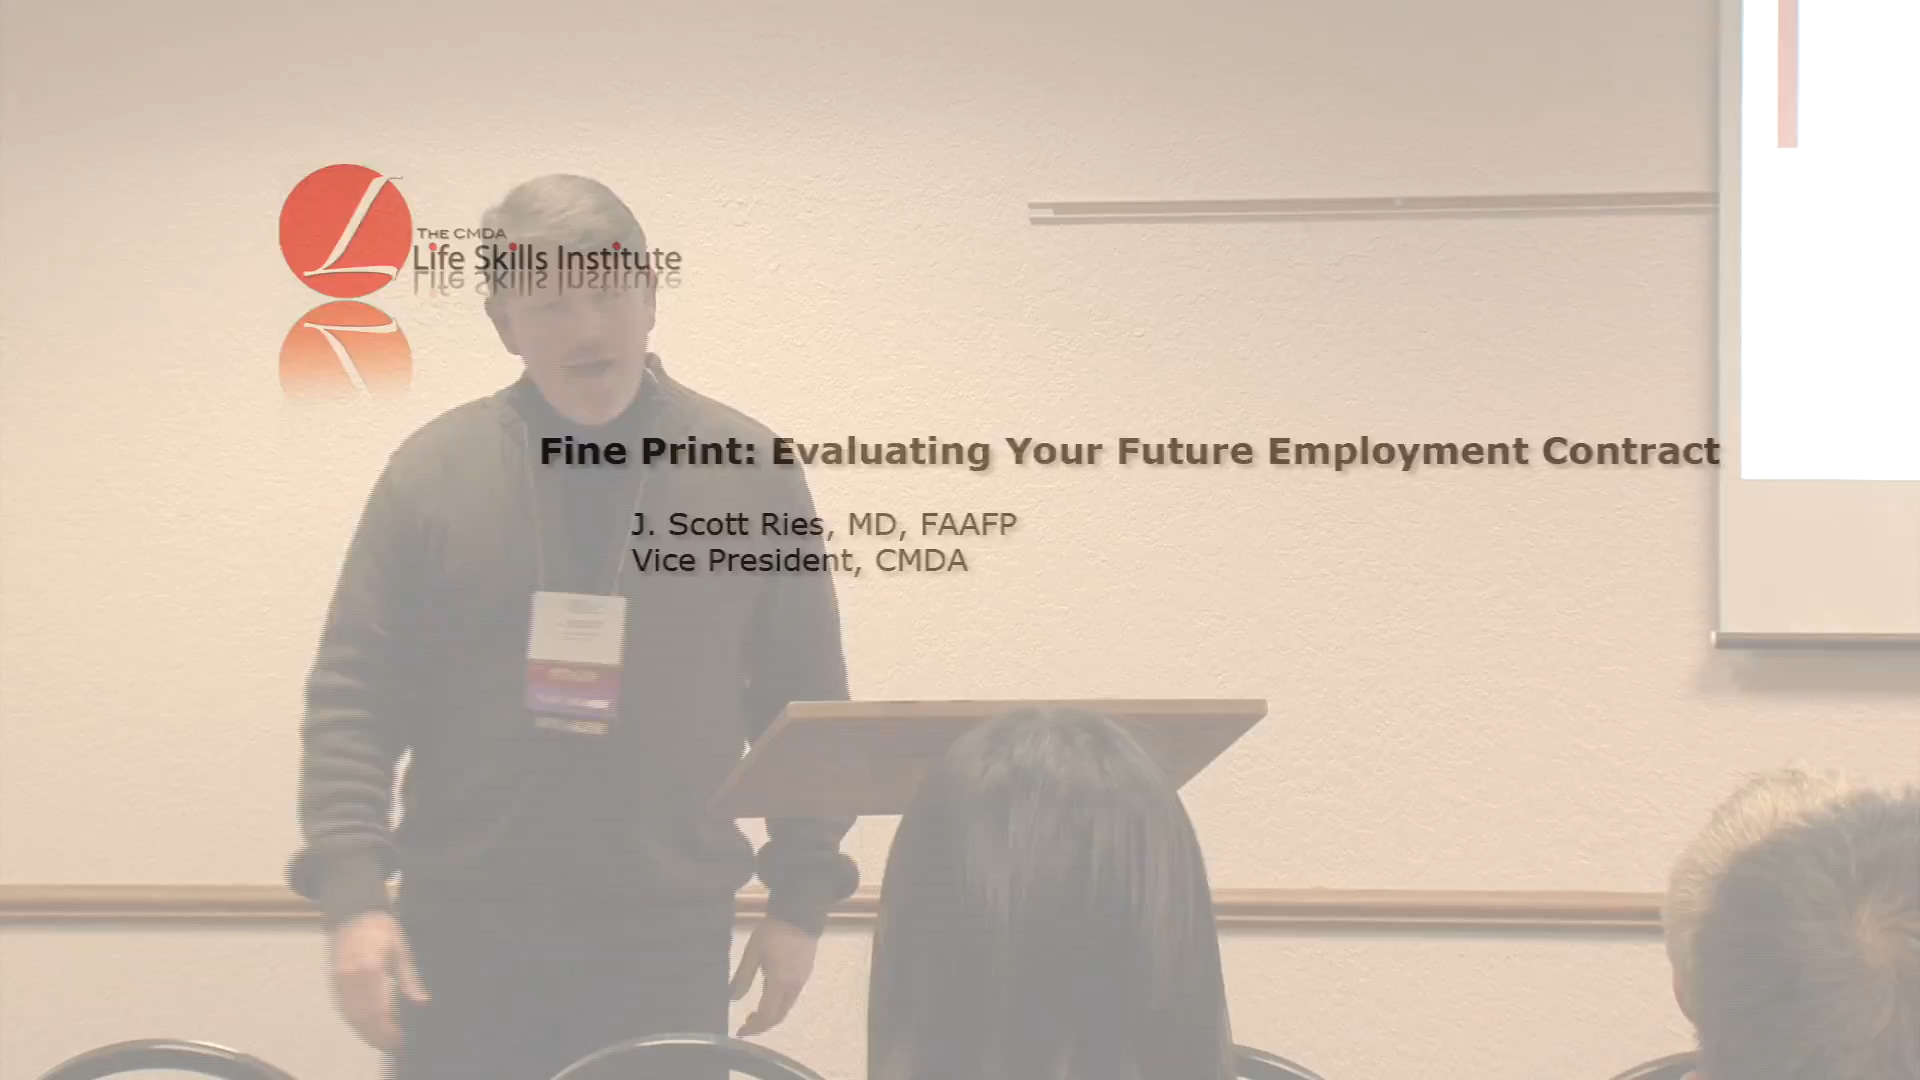 THE CMDA
Life Skills Institute
Fine Print: Evaluating Your Future Employment Contract
J. Scott Ries, MD, FAAFP
Vice President, CMDA